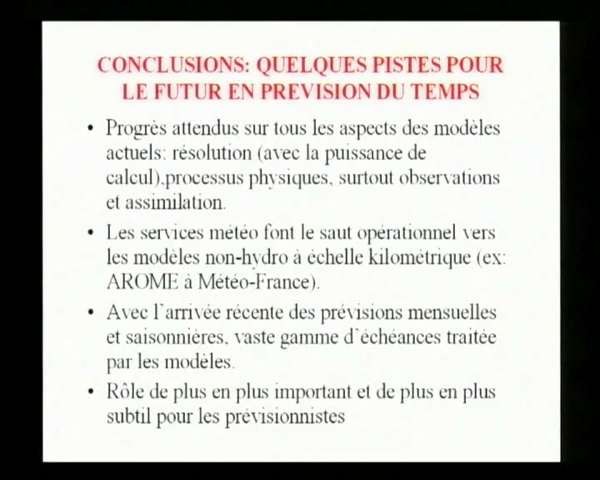 CONCLUSIONS: QUELQUES PISTES POUR
LE FUTUR EN PREVISION DU TEMPS
• Progrès attendus sur tous les aspects des modèles
actuels: résolution (avec la puissance de
calcul),processus physiques, surtout observations
et assimilation.
• Les services météo font le saut opérationnel vers
les modèles non-hydro à échelle kilométrique (ex:
AROME à Météo-France).
• Avec l'arrivée récente des prévisions mensuelles
et saisonnières, vaste gamme d'échéances traitée
par les modèles.
• Rôle de plus en plus important et de plus en plus
subtil pour les prévisionnistes